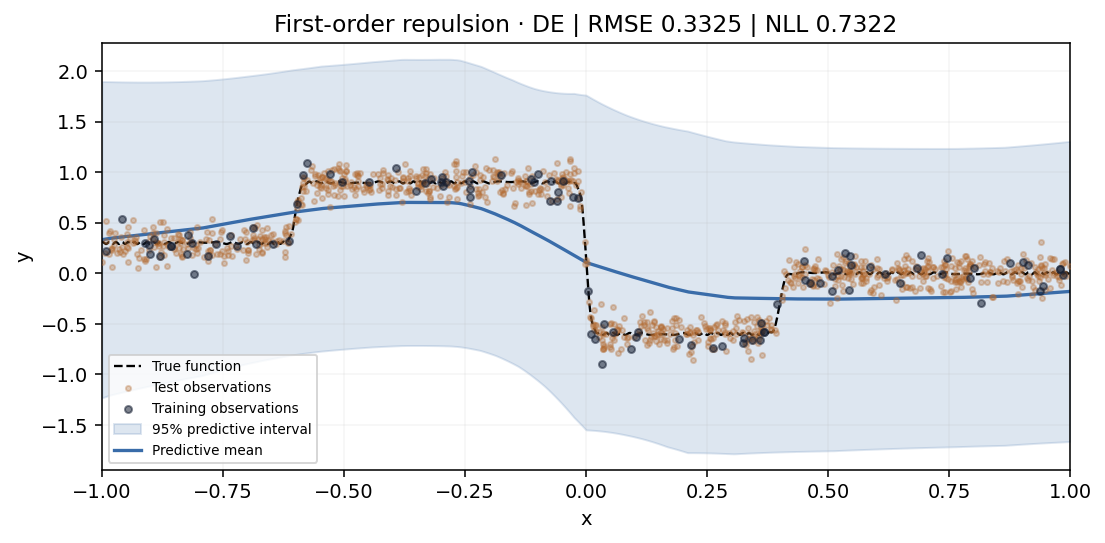 First-order repulsion · DE | RMSE 0.3325 | NLL 0.7322
2.0
1.5
1.0
0.5
0.0
−0.5
−1.0
−1.5
y
True function
Test observations
Training observations
95% predictive interval
Predictive mean
−1.00 −0.75 −0.50 −0.25 0.00 0.25 0.50 0.75 1.00
x